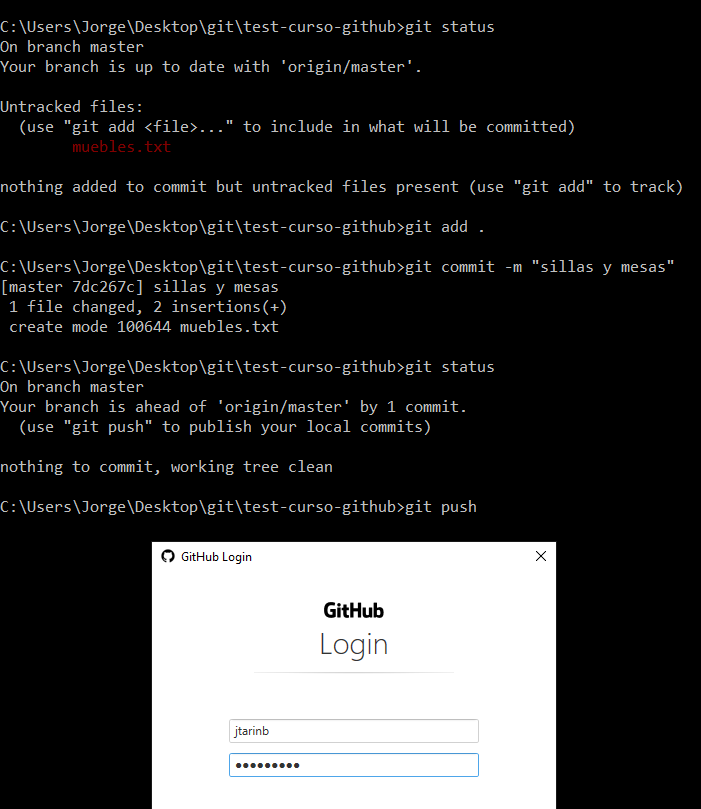 C:\Users\Jorge\Desktop\git\test-curso-github>git status
On branch master
Your branch is up to date with 'origin/master'.
Untracked files:
  (use "git add <file>..." to include in what will be committed)
        muebles.txt
nothing added to commit but untracked files present (use "git add" to track)
C:\Users\Jorge\Desktop\git\test-curso-github>git add .
C:\Users\Jorge\Desktop\git\test-curso-github>git commit -m "sillas y mesas"
[master 7dc267c] sillas y mesas
 1 file changed, 2 insertions(+)
 create mode 100644 muebles.txt
C:\Users\Jorge\Desktop\git\test-curso-github>git status
On branch master
Your branch is ahead of 'origin/master' by 1 commit.
  (use "git push" to publish your local commits)
nothing to commit, working tree clean
C:\Users\Jorge\Desktop\git\test-curso-github>git push
GitHub Login
GitHub
Login
jtarinb
●●●●●●●●●